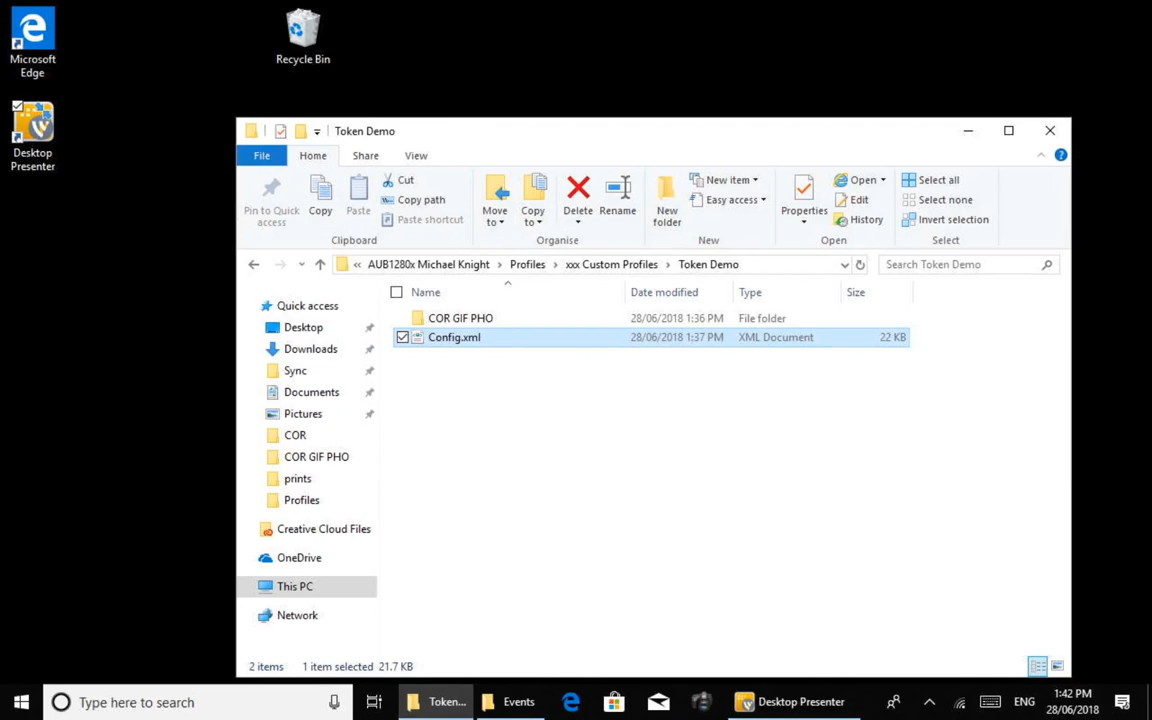 Microsoft Edge
Recycle Bin
Desktop Presenter
Token Demo
File Home Share View
Pin to Quick access
Copy
Paste
Cut
Copy path
Paste shortcut
Clipboard
Move to
Copy to
Delete
Rename
Organise
New folder
New item
Easy access
New
Properties
Open
Edit
History
Open
Select all
Select none
Invert selection
Select
« AUB1280x Michael Knight > Profiles > xxx Custom Profiles > Token Demo
Search Token Demo
Name Date modified Type Size
COR GIF PHO 28/06/2018 1:36 PM File folder
Config.xml 28/06/2018 1:37 PM XML Document 22 KB
Quick access
Desktop
Downloads
Sync
Documents
Pictures
COR
COR GIF PHO
prints
Profiles
Creative Cloud Files
OneDrive
This PC
Network
2 items 1 item selected 21.7 KB
Type here to search
Token...
Events
Desktop Presenter
ENG
1:42 PM
28/06/2018